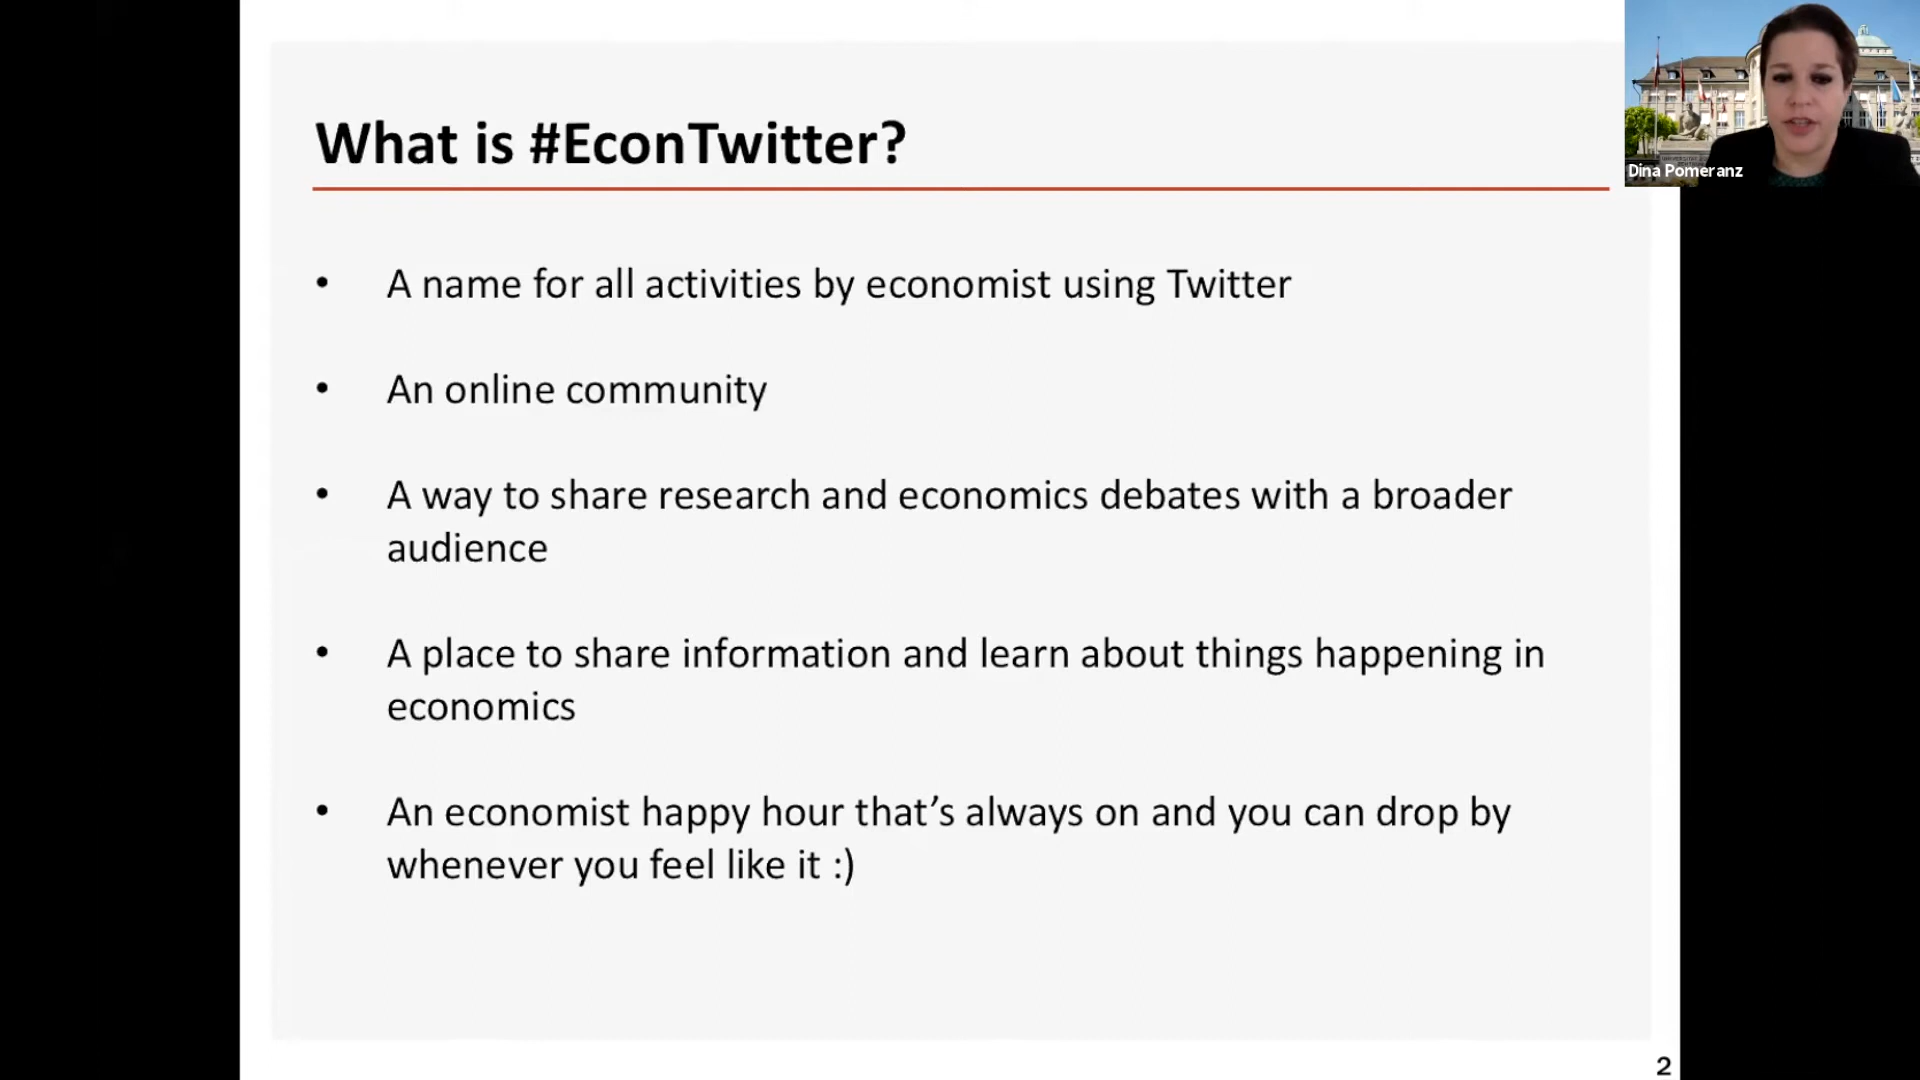 What is #EconTwitter?
Dina Pomeranz
• A name for all activities by economist using Twitter
• An online community
• A way to share research and economics debates with a broader
audience
• A place to share information and learn about things happening in
economics
• An economist happy hour that’s always on and you can drop by
whenever you feel like it :)
2